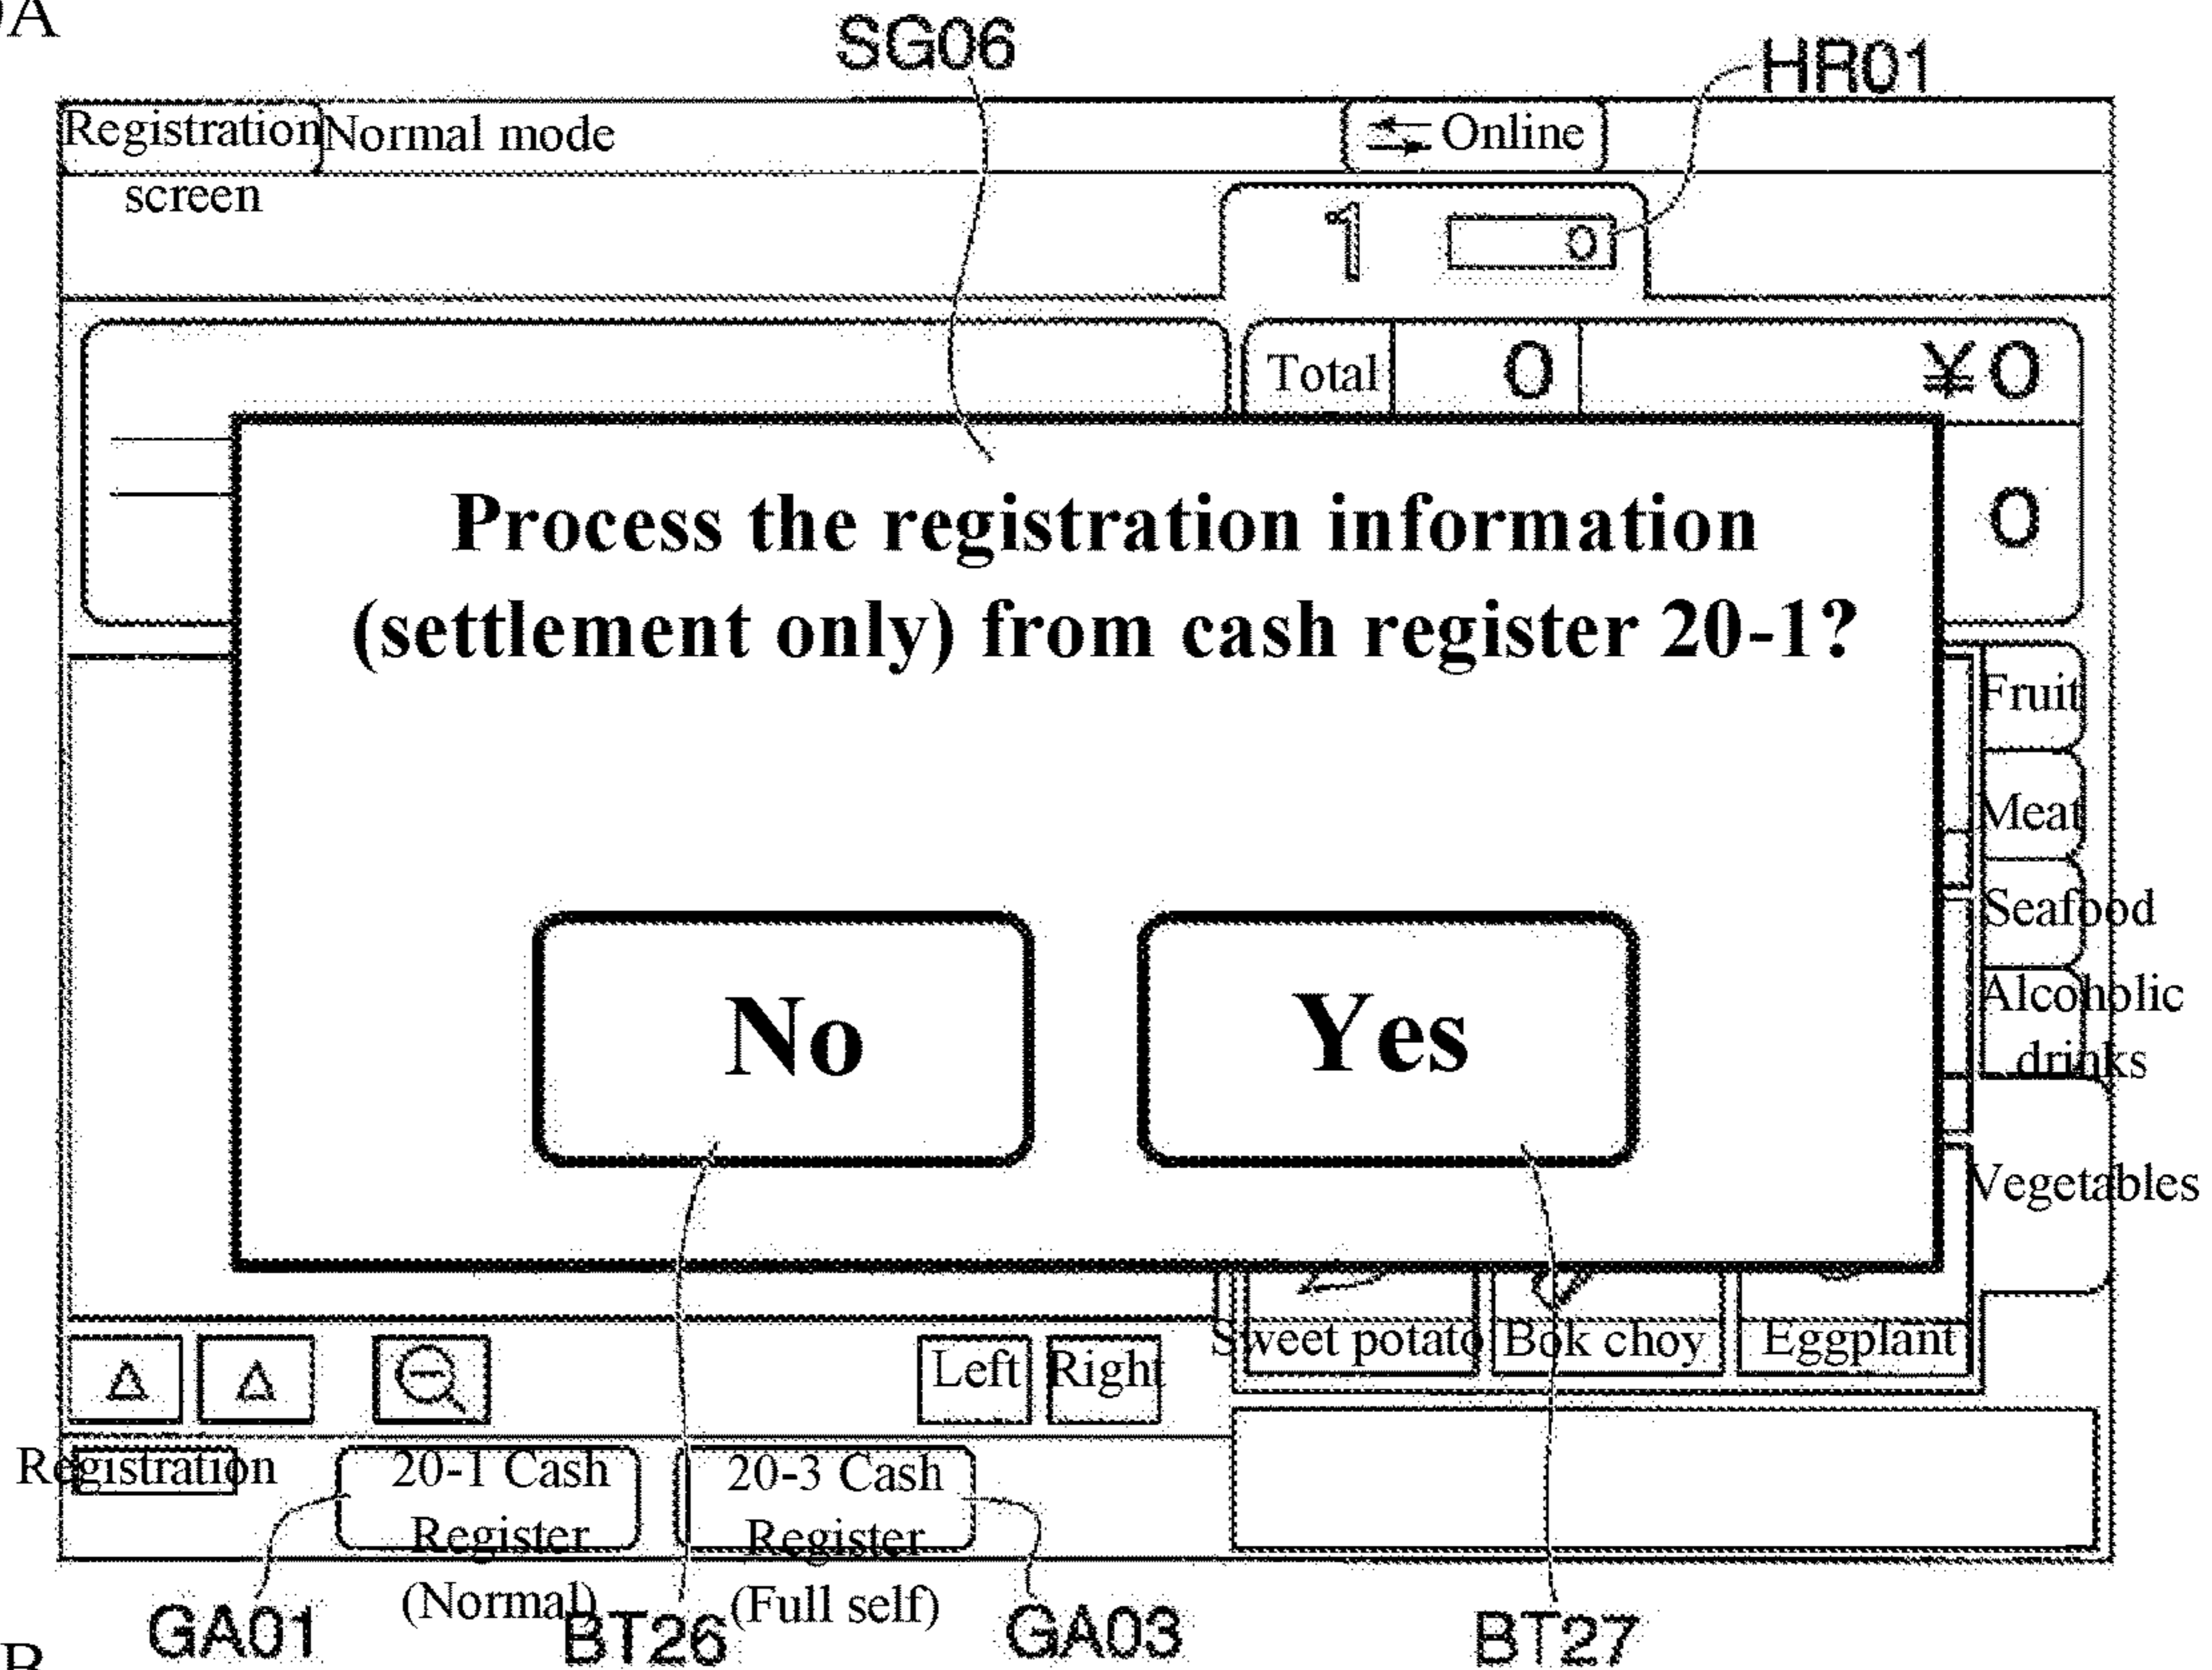 0A
SG06
HR01
Registration Normal mode
Online
screen
1 0
Total 0 ¥0
0
Process the registration information
(settlement only) from cash register 20-1?
Fruit
Meat
Seafood
Alcoholic
drinks
No
Yes
Vegetables
Sweet potato
Bok choy
Eggplant
Left
Right
Registration
20-1 Cash
Register
(Normal)
20-3 Cash
Register
(Full self)
GA01
BT26
GA03
BT27
B